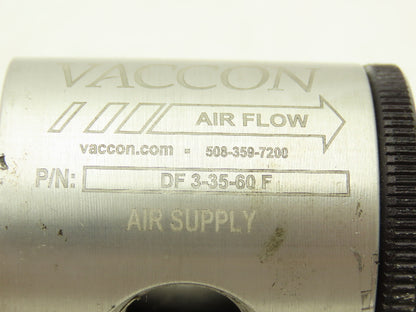 VACCON
AIR FLOW
vaccon.com - 508-359-7200
P/N: DF 3-35-60 F
AIR SUPPLY